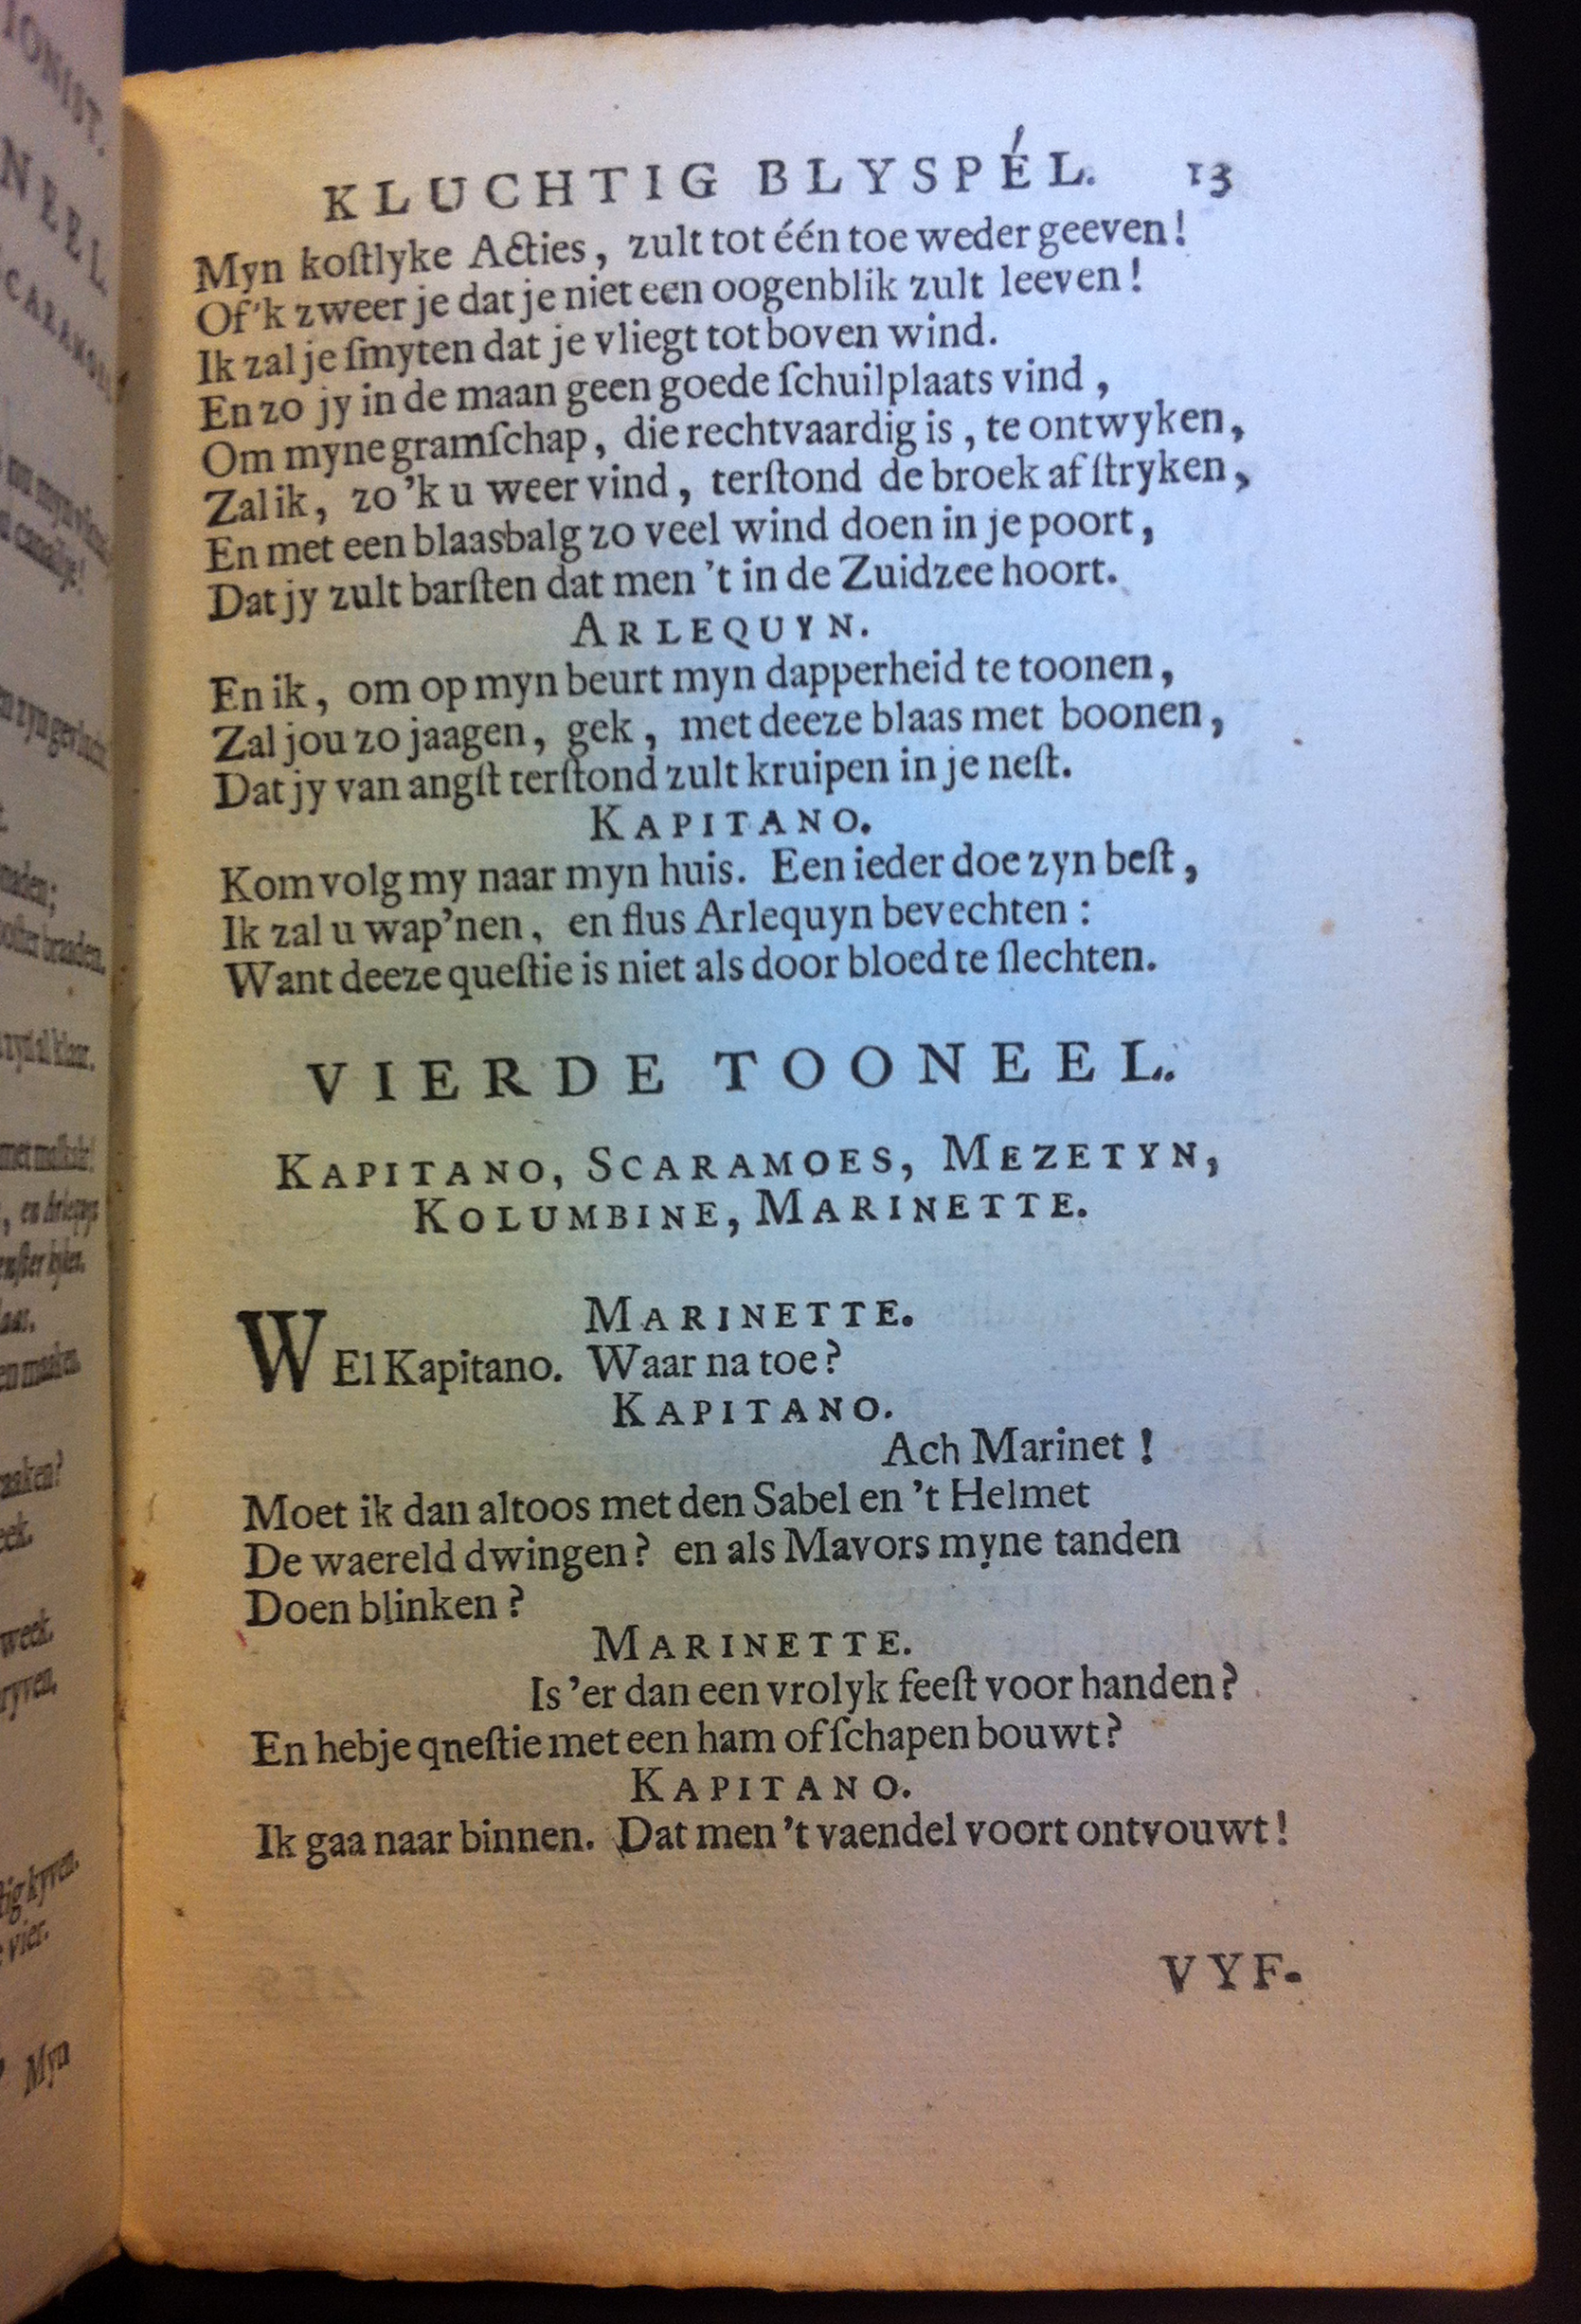 KLUCHTIG BLYSPÉL. 13
Myn koſtlyke Acties, zult tot één toe weder geeven!
Of 'k zweer je dat je niet een oogenblik zult leeven!
Ik zal je ſmyten dat je vliegt tot boven wind.
En zo jy in de maan geen goede ſchuilplaats vind,
Om myne gramſchap, die rechtvaardig is, te ontwyken,
Zal ik, zo 'k u weer vind, terſtond de broek af ſtryken,
En met een blaasbalg zo veel wind doen in je poort,
Dat jy zult barſten dat men 't in de Zuidzee hoort.
ARLEQUYN.
En ik, om op myn beurt myn dapperheid te toonen,
Zal jou zo jaagen, gek, met deeze blaas met boonen,
Dat jy van angſt terſtond zult kruipen in je neſt.
KAPITANO.
Kom volg my naar myn huis. Een ieder doe zyn beſt,
Ik zal u wap'nen, en flus Arlequyn bevechten:
Want deeze queſtie is niet als door bloed te ſlechten.
VIERDE TOONEEL.
KAPITANO, SCARAMOES, MEZETYN,
KOLUMBINE, MARINETTE.
MARINETTE.
WEl Kapitano. Waar na toe?
KAPITANO.
Ach Marinet!
Moet ik dan altoos met den Sabel en 't Helmet
De waereld dwingen? en als Mavors myne tanden
Doen blinken?
MARINETTE.
Is 'er dan een vrolyk feeſt voor handen?
En hebje qneſtie met een ham of ſchapen bouwt?
KAPITANO.
Ik gaa naar binnen. Dat men 't vaendel voort ontvouwt!
VYF-